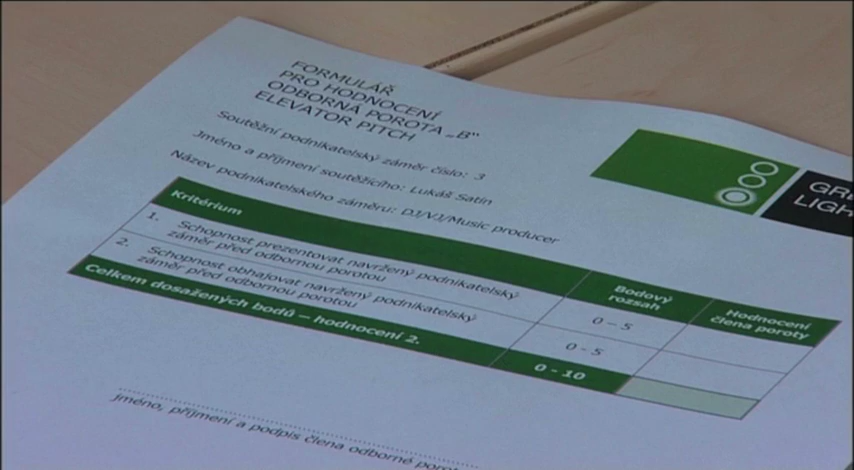 FORMULÁŘ
PRO HODNOCENÍ
ODBORNÁ POROTA „B"
ELEVATOR PITCH
Soutěžní podnikatelský záměr číslo: 3
Jméno a příjmení soutěžícího: Lukáš Satin
Název podnikatelského záměru: DJ/VJ/Music producer
Kritérium
Bodový
rozsah
Hodnocení
člena poroty
1. Schopnost prezentovat navržený podnikatelský
záměr před odbornou porotou
0 – 5
2. Schopnost obhajovat navržený podnikatelský
záměr před odbornou porotou
0 - 5
Celkem dosažených bodů – hodnocení 2.
0 - 10
jméno, příjmení a podpis člena odborné